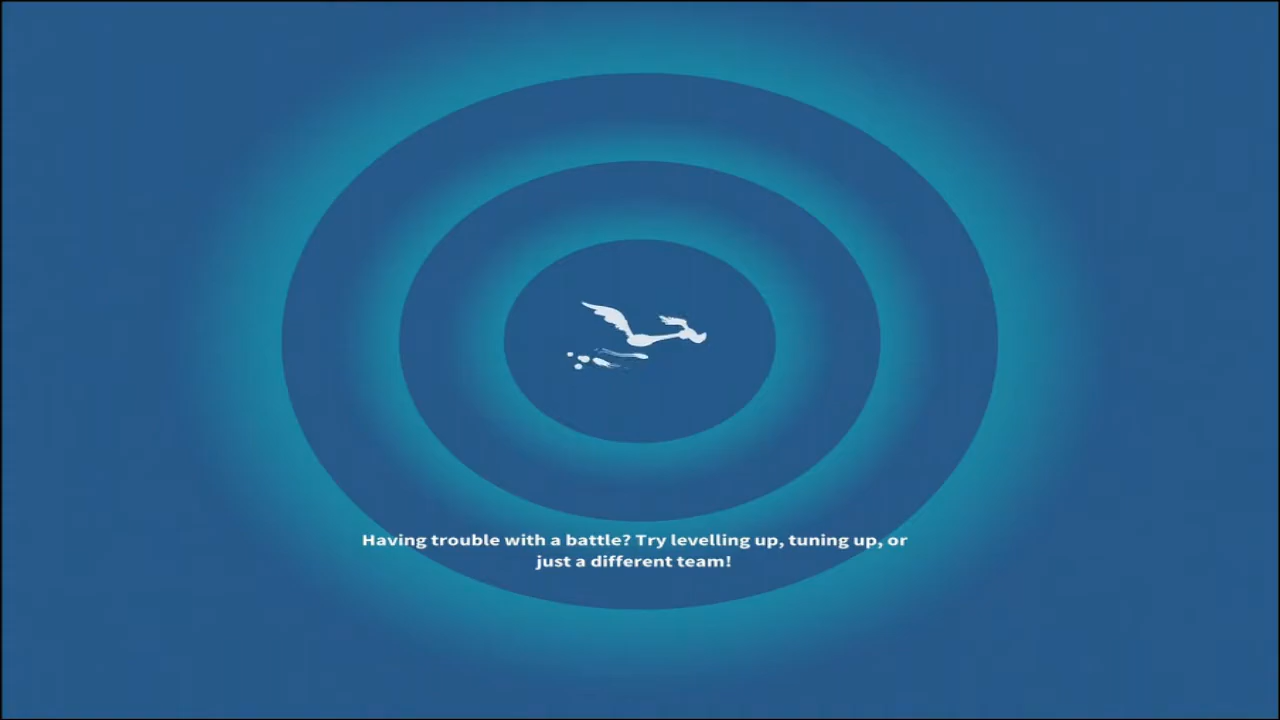 Having trouble with a battle? Try levelling up, tuning up, or
just a different team!